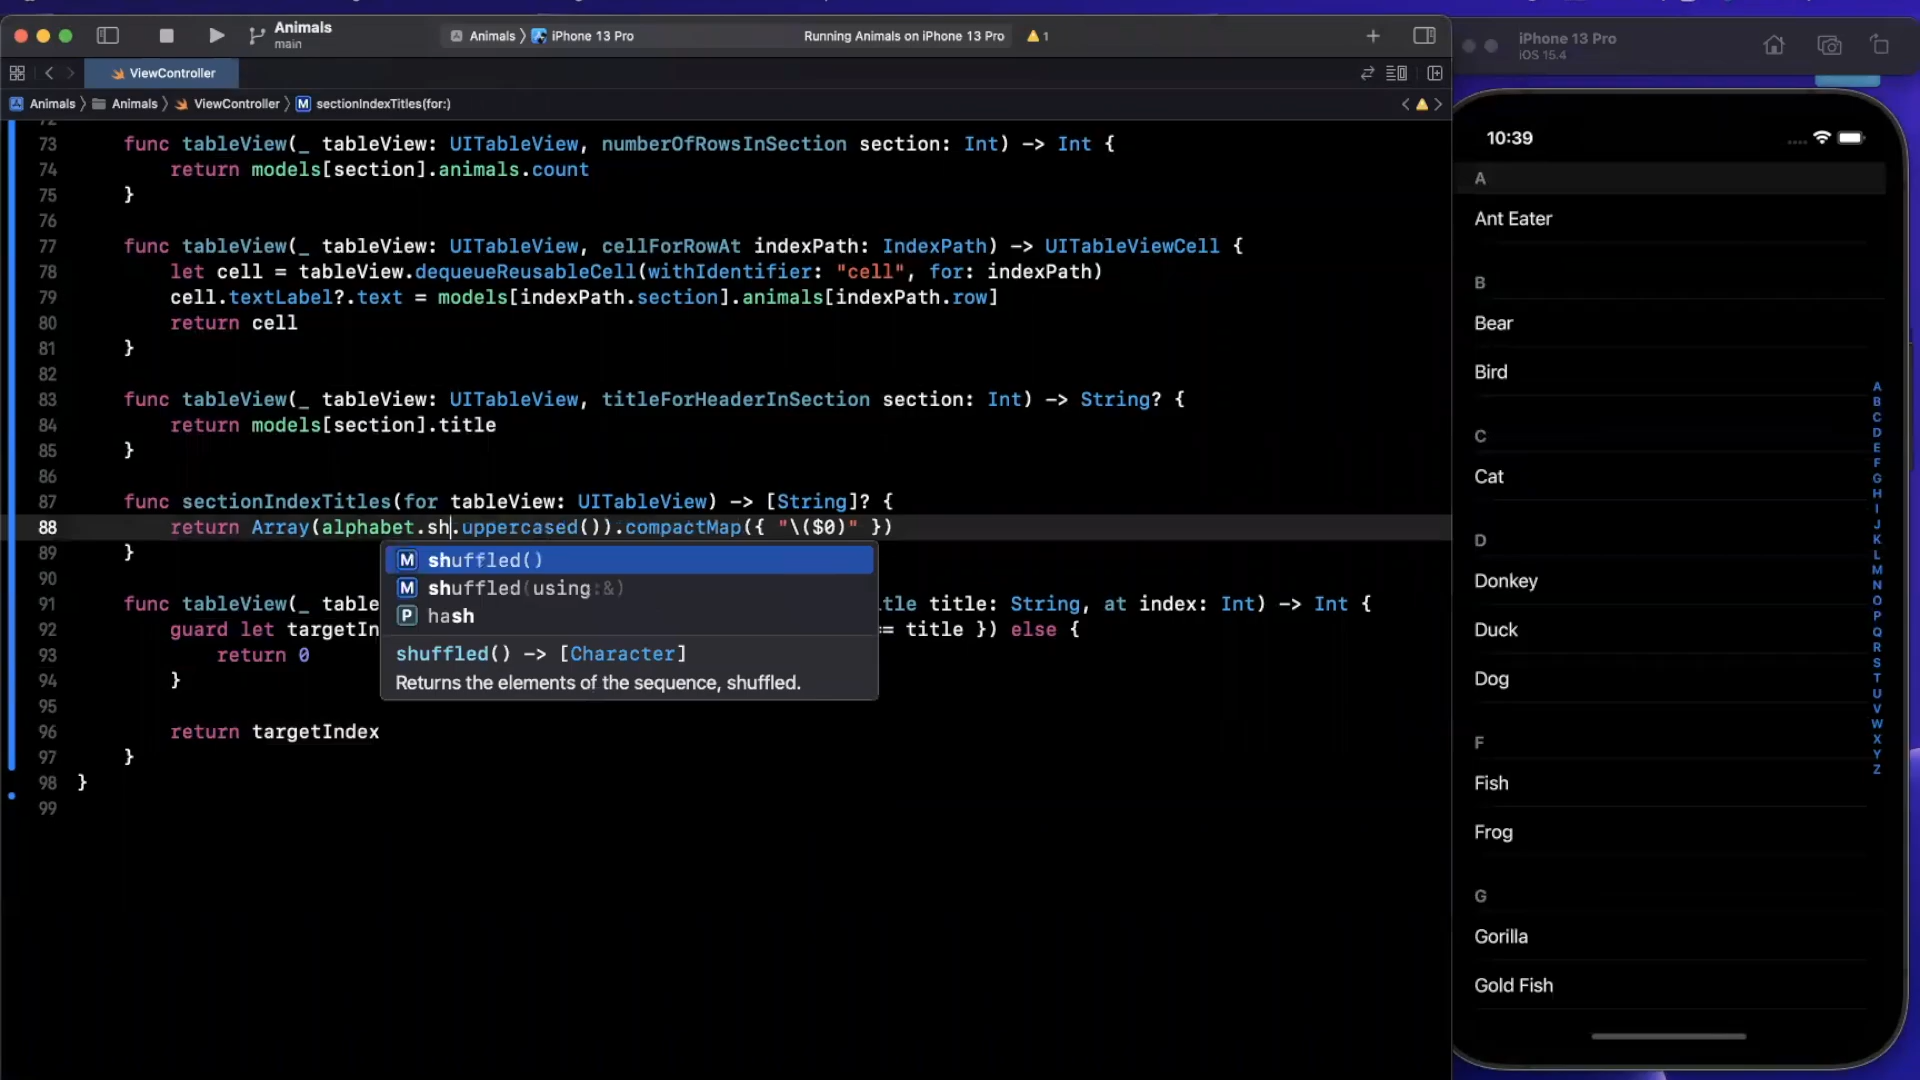 Animals
main
Animals 〉 iPhone 13 Pro
Running Animals on iPhone 13 Pro
1
ViewController
Animals 〉 Animals 〉 ViewController 〉 M sectionIndexTitles(for:)
73 func tableView(_ tableView: UITableView, numberOfRowsInSection section: Int) -> Int {
74 return models[section].animals.count
75 }
76
77 func tableView(_ tableView: UITableView, cellForRowAt indexPath: IndexPath) -> UITableViewCell {
78 let cell = tableView.dequeueReusableCell(withIdentifier: "cell", for: indexPath)
79 cell.textLabel?.text = models[indexPath.section].animals[indexPath.row]
80 return cell
81 }
82
83 func tableView(_ tableView: UITableView, titleForHeaderInSection section: Int) -> String? {
84 return models[section].title
85 }
86
87 func sectionIndexTitles(for tableView: UITableView) -> [String]? {
88 return Array(alphabet.sh.uppercased()).compactMap({ "\($0)" })
89 }
M shuffled()
M shuffled(using:&)
P hash
shuffled() -> [Character]
Returns the elements of the sequence, shuffled.
90
91 func tableView(_ table title: String, at index: Int) -> Int {
92 guard let targetIn = title }) else {
93 return 0
94 }
95
96 return targetIndex
97 }
98 }
99
iPhone 13 Pro
iOS 15.4
10:39
A
Ant Eater
B
Bear
Bird
C
Cat
D
Donkey
Duck
Dog
F
Fish
Frog
G
Gorilla
Gold Fish
A
B
C
D
E
F
G
H
I
J
K
L
M
N
O
P
Q
R
S
T
U
V
W
X
Y
Z